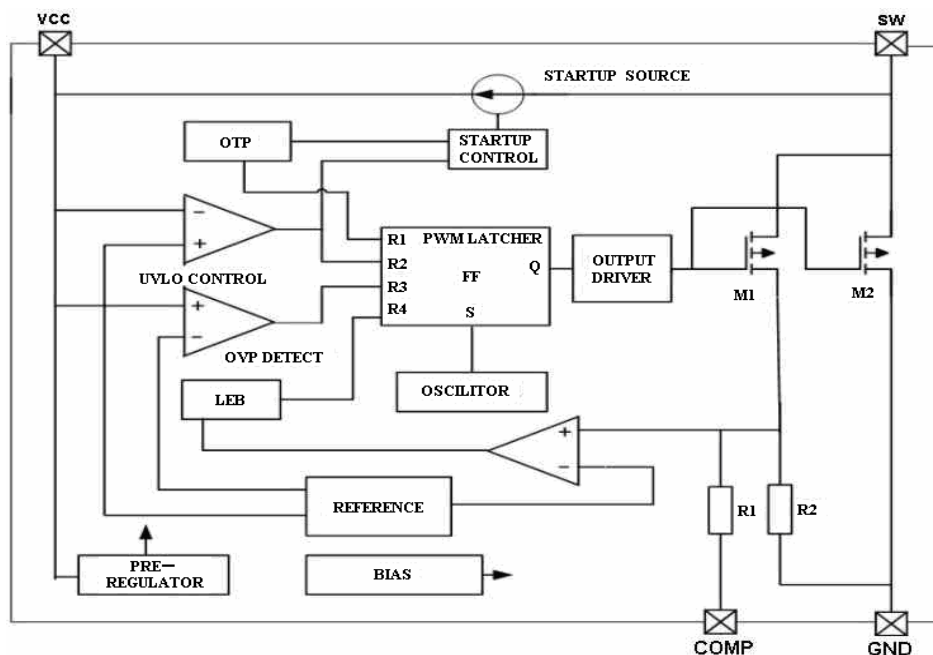 VCC
SW
STARTUP SOURCE
OTP
STARTUP
CONTROL
−
+
R1
PWM LATCHER
R2
FF
Q
R3
R4
S
OUTPUT
DRIVER
M1
M2
UVLO CONTROL
+
−
OVP DETECT
OSCILITOR
LEB
+
−
REFERENCE
R1
R2
PRE−
REGULATOR
BIAS
COMP
GND